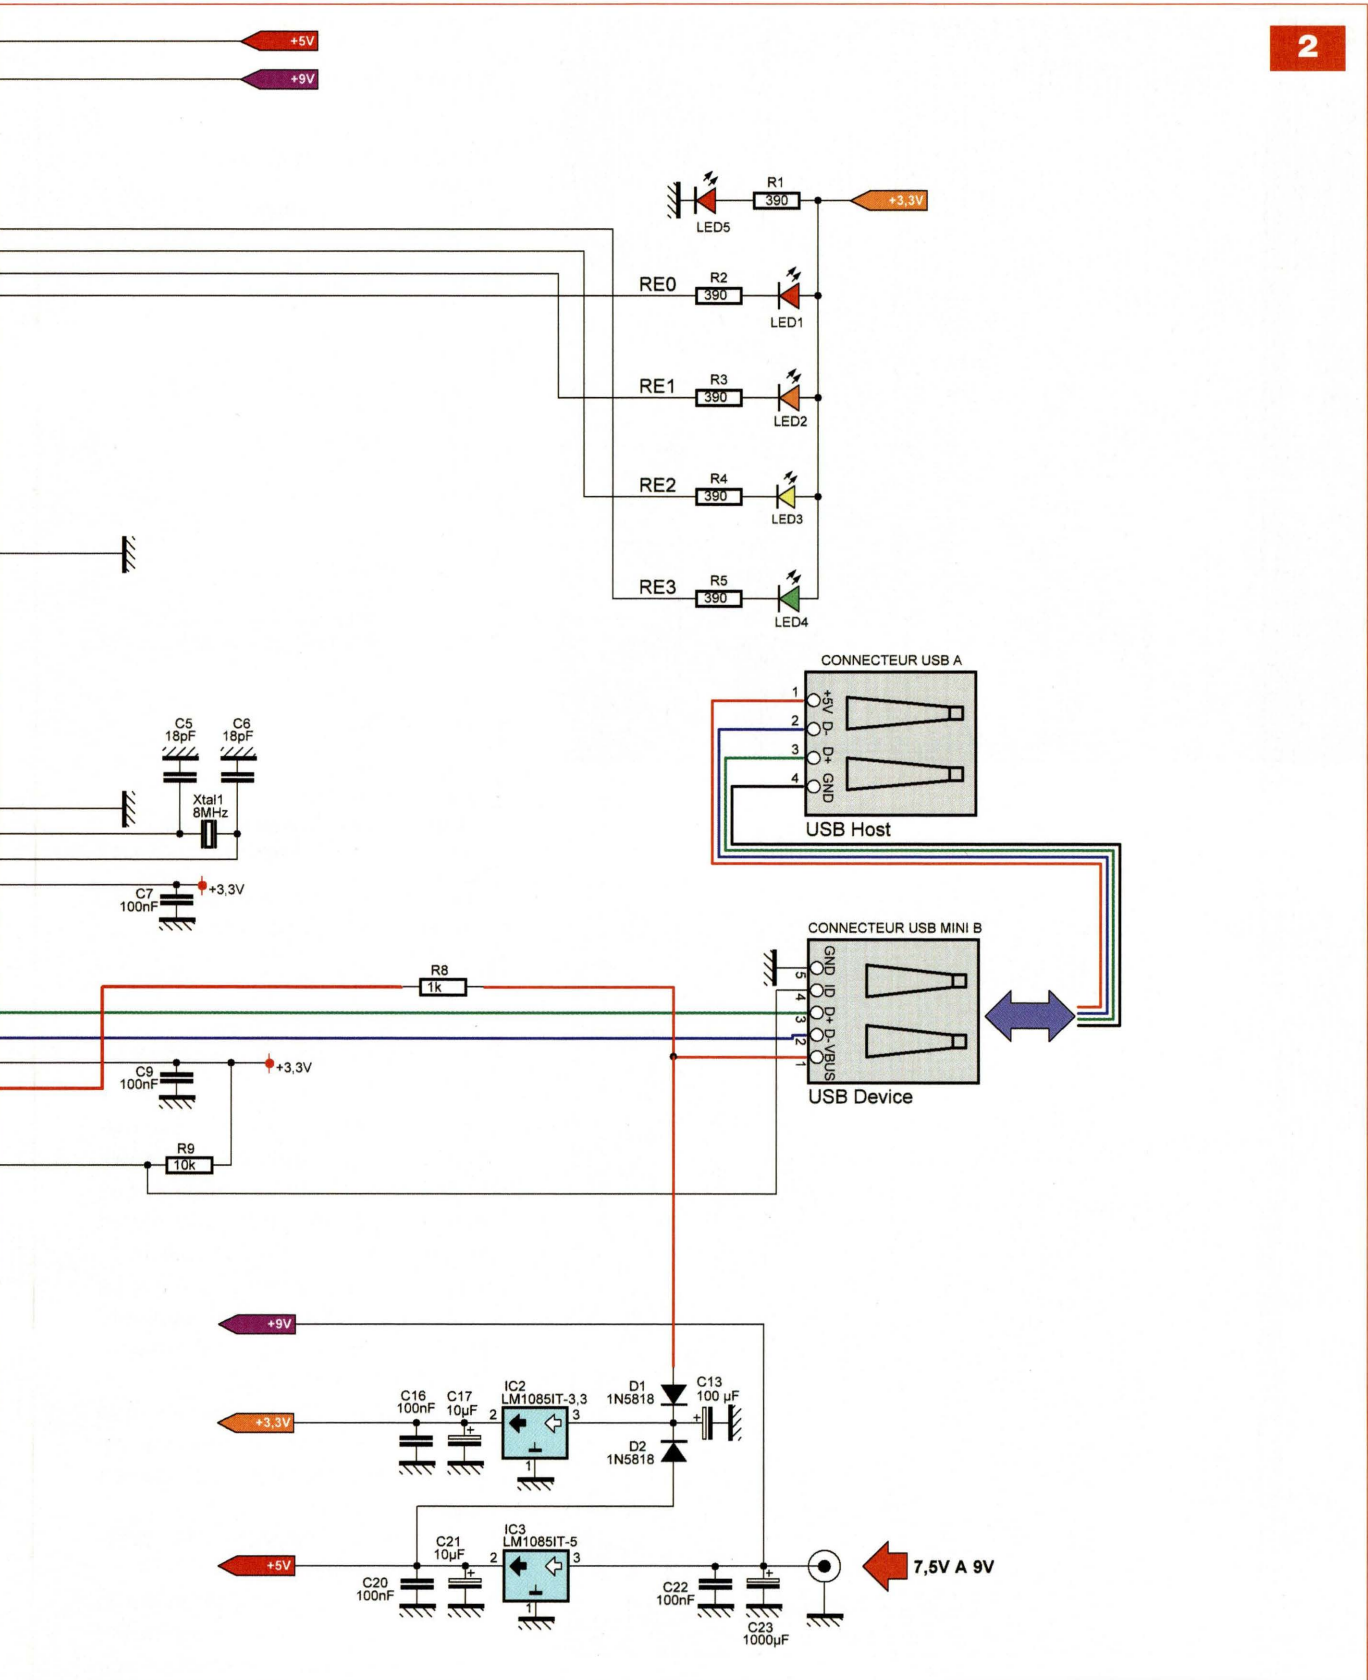 +5V
2
+9V
R1
390
+3,3V
LED5
RE0
R2
390
LED1
RE1
R3
390
LED2
RE2
R4
390
LED3
RE3
R5
390
LED4
CONNECTEUR USB A
1
+5V
2
D-
3
D+
4
GND
USB Host
C5
18pF
C6
18pF
Xtal1
8MHz
C7
100nF
+3,3V
CONNECTEUR USB MINI B
GND
5
ID
4
D+
3
D-
2
VBUS
1
USB Device
R8
1k
C9
100nF
+3,3V
R9
10k
+9V
C16
100nF
C17
10µF
+
IC2
LM1085IT-3,3
2
3
1
D1
1N5818
C13
100 µF
+
+3,3V
D2
1N5818
IC3
LM1085IT-5
2
3
1
C21
10µF
+
+5V
C20
100nF
C22
100nF
+
C23
1000µF
7,5V A 9V